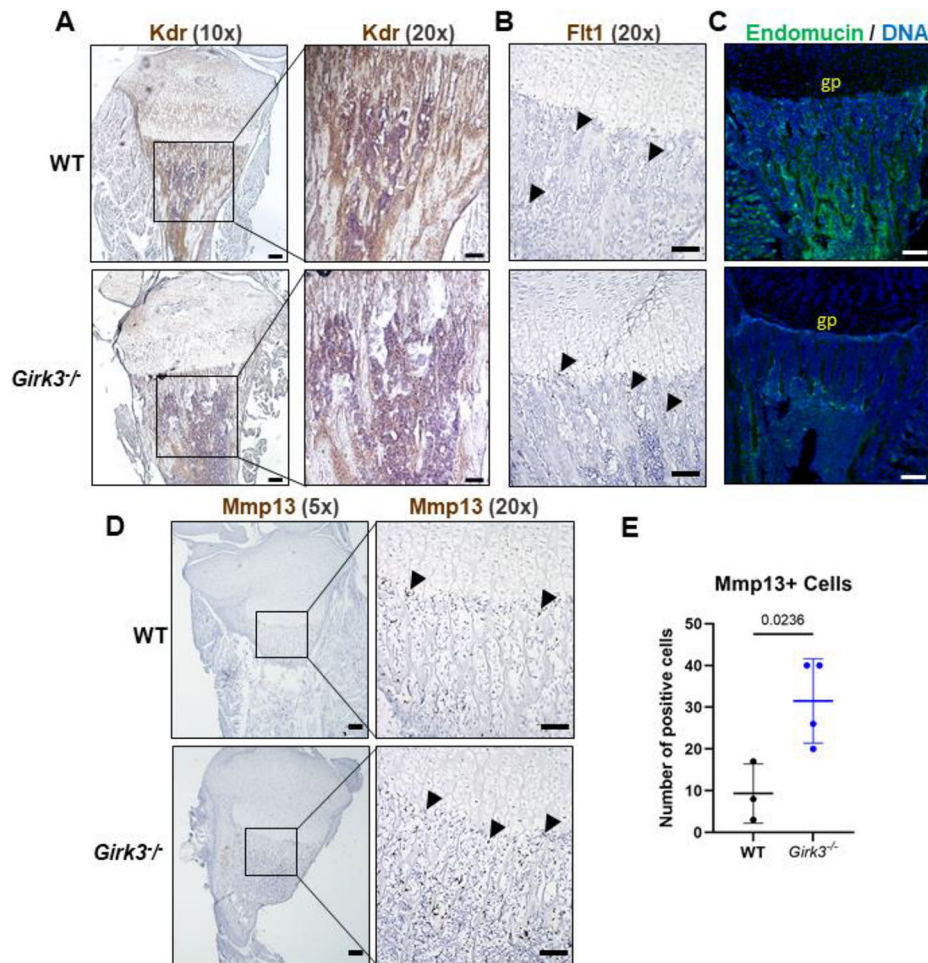 A
Kdr (10x)
Kdr (20x)
B
Flt1 (20x)
C
Endomucin / DNA
WT
gp
Girk3-/-
gp
D
Mmp13 (5x)
Mmp13 (20x)
WT
Girk3-/-
E
Mmp13+ Cells
0.0236
Number of positive cells
50
40
30
20
10
0
WT
Girk3-/-